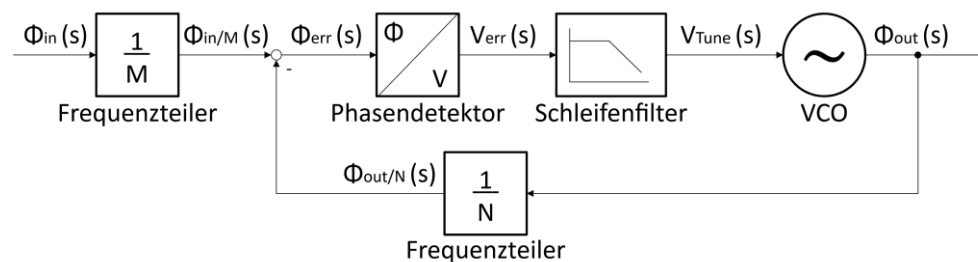 Φin (s)
Φin/M (s)
Φerr (s)
Φ
V
Verr (s)
VTune (s)
~
Φout (s)
1
M
Frequenzteiler
Phasendetektor
Schleifenfilter
VCO
-
Φout/N (s)
1
N
Frequenzteiler